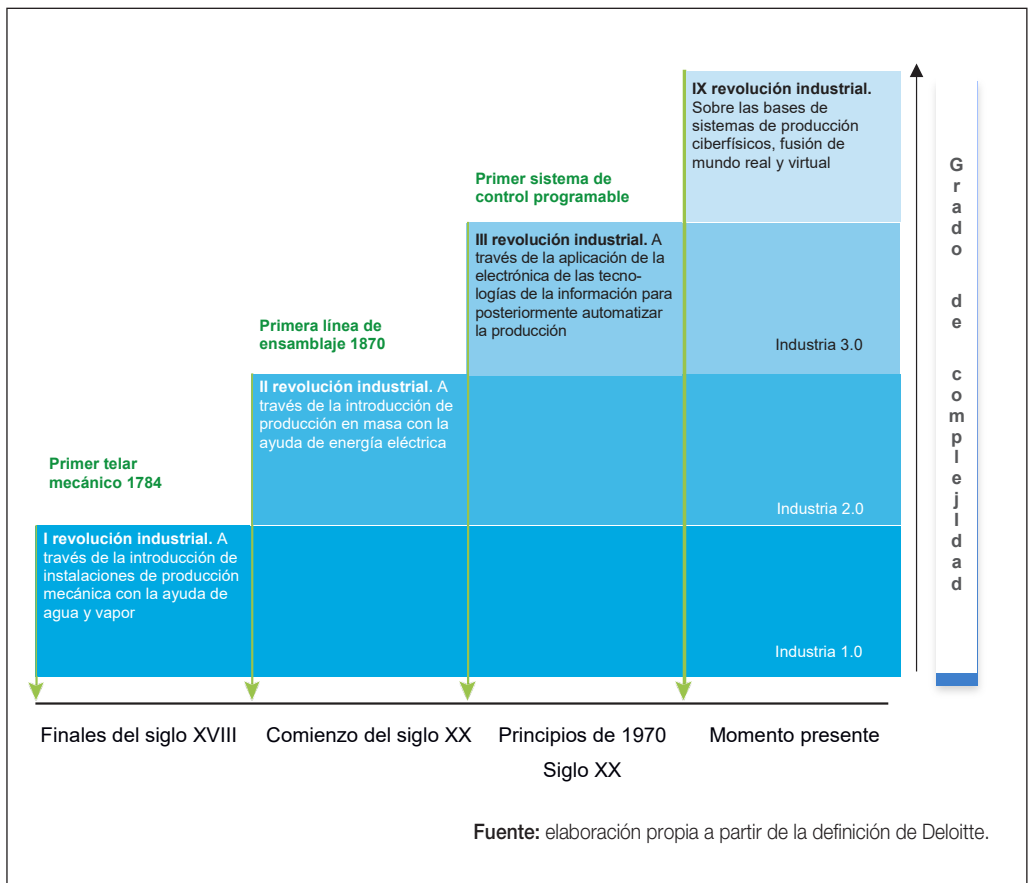 IX revolución industrial.
Sobre las bases de
sistemas de producción
ciberfísicos, fusión de
mundo real y virtual
Primer sistema de
control programable
III revolución industrial. A
través de la aplicación de la
electrónica de las tecno-
logías de la información para
posteriormente automatizar
la producción
Industria 3.0
Primera línea de
ensamblaje 1870
II revolución industrial. A
través de la introducción de
producción en masa con la
ayuda de energía eléctrica
Industria 2.0
Primer telar
mecánico 1784
I revolución industrial. A
través de la introducción de
instalaciones de producción
mecánica con la ayuda de
agua y vapor
Industria 1.0
Grado de complejIdad
Finales del siglo XVIII
Comienzo del siglo XX
Principios de 1970
Siglo XX
Momento presente
Fuente: elaboración propia a partir de la definición de Deloitte.